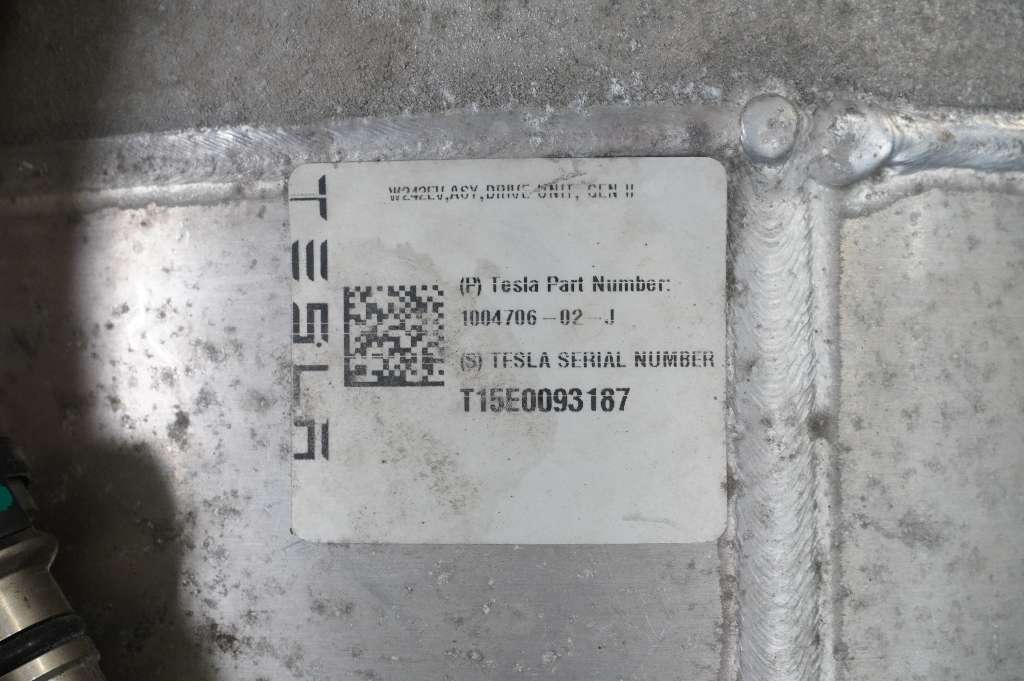 TESLA
W242EV,ASY,DRIVE UNIT, GEN II
(P) Tesla Part Number:
1004706-02-J
(S) TESLA SERIAL NUMBER
T15E0093187